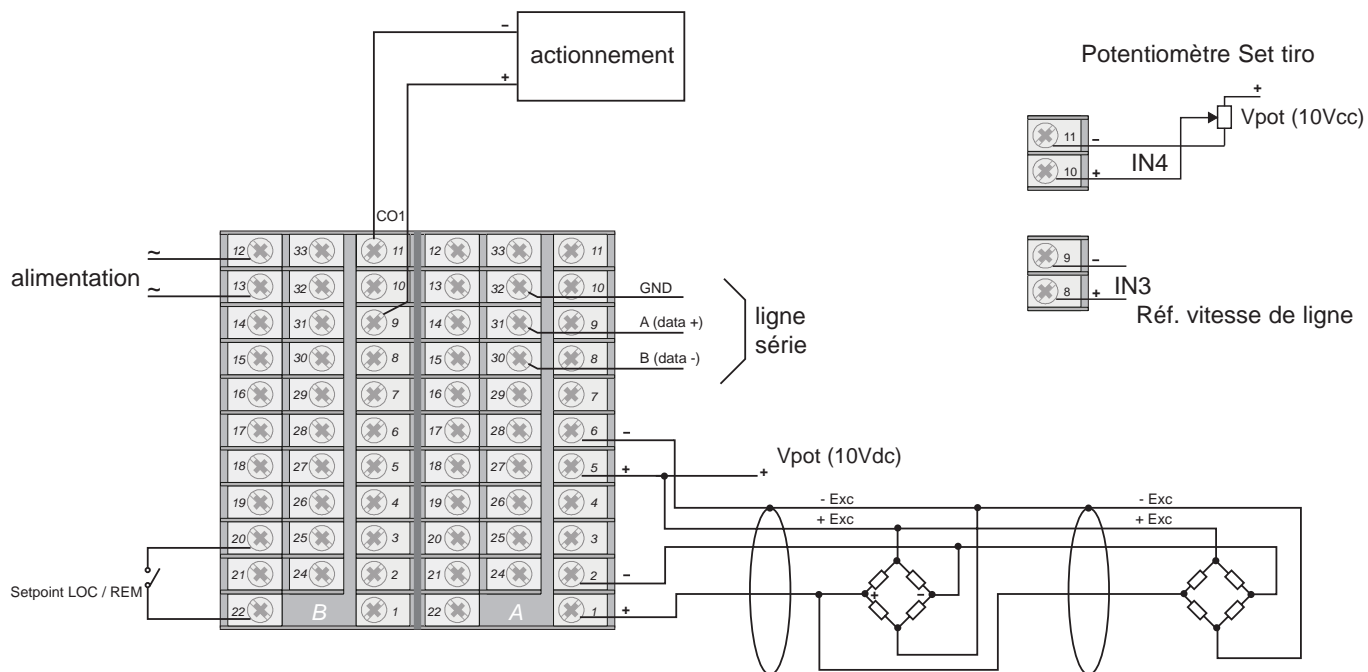 –
actionnement
+
Potentiomètre Set tiro
+
Vpot (10Vcc)
11 –
IN4
10 +
CO1
12 33 11 12 33 11
~
alimentation
~
13 32 10 13 32 10
GND
14 31 9 14 31 9
A (data +)
ligne
série
15 30 8 15 30 8
B (data -)
9 –
IN3
8 +
Réf. vitesse de ligne
16 29 7 16 29 7
17 28 6 17 28 6 –
18 27 5 18 27 5 +
+ Vpot (10Vdc)
19 26 4 19 26 4
- Exc - Exc
+ Exc + Exc
20 25 3 20 25 3
21 24 2 21 24 2 –
Setpoint LOC / REM
22 B 1 22 A 1 +
+ –